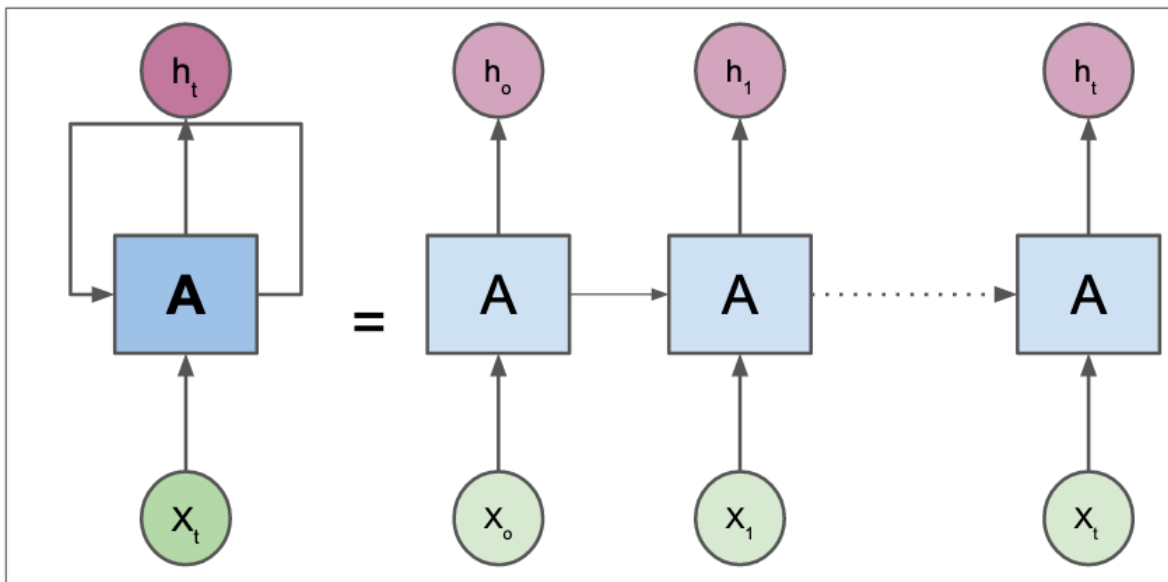 hₜ hₒ h₁ hₜ
A = A A A
Xₜ Xₒ X₁ Xₜ